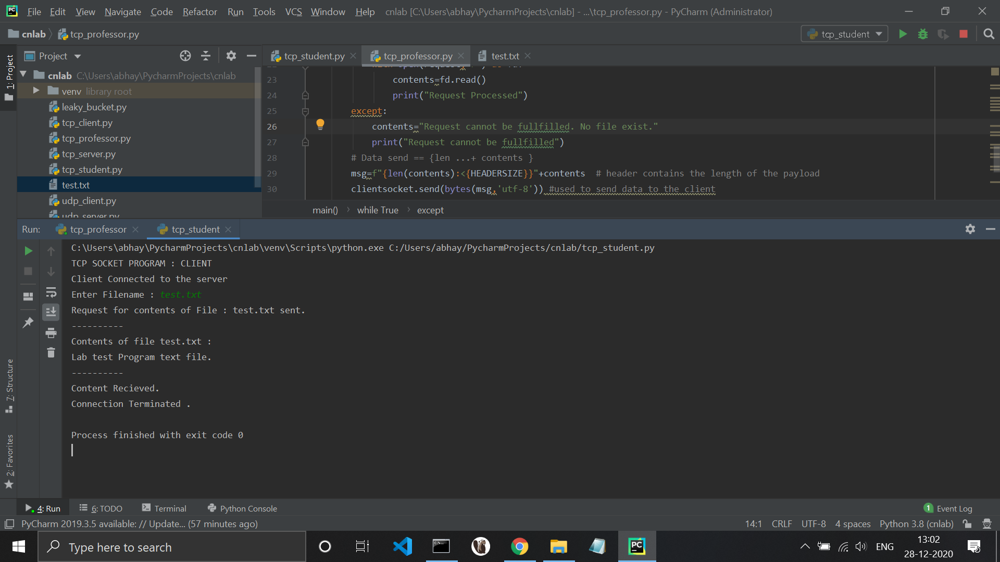 File Edit View Navigate Code Refactor Run Tools VCS Window Help cnlab [C:\Users\abhay\PycharmProjects\cnlab] - ...\tcp_professor.py - PyCharm (Administrator)
cnlab tcp_professor.py tcp_student
1: Project
Project
cnlab C:\Users\abhay\PycharmProjects\cnlab
venv library root
leaky_bucket.py
tcp_client.py
tcp_professor.py
tcp_server.py
tcp_student.py
test.txt
udp_client.py
udp_server.py
tcp_student.py tcp_professor.py test.txt
23 contents=fd.read()
24 print("Request Processed")
25 except:
26 contents="Request cannot be fullfilled. No file exist."
27 print("Request cannot be fullfilled")
28 # Data send == {len ...+ contents }
29 msg=f"{len(contents):<{HEADERSIZE}}"+contents # header contains the length of the payload
30 clientsocket.send(bytes(msg,'utf-8')) #used to send data to the client
main() while True except
Run: tcp_professor tcp_student
C:\Users\abhay\PycharmProjects\cnlab\venv\Scripts\python.exe C:/Users/abhay/PycharmProjects/cnlab/tcp_student.py
TCP SOCKET PROGRAM : CLIENT
Client Connected to the server
Enter Filename : test.txt
Request for contents of File : test.txt sent.
----------
Contents of file test.txt :
Lab test Program text file.
----------
Content Recieved.
Connection Terminated .
Process finished with exit code 0
7: Structure
2: Favorites
4: Run 6: TODO Terminal Python Console 1 Event Log
PyCharm 2019.3.5 available: // Update... (57 minutes ago) 14:1 CRLF UTF-8 4 spaces Python 3.8 (cnlab)
Type here to search
ENG
13:02
28-12-2020